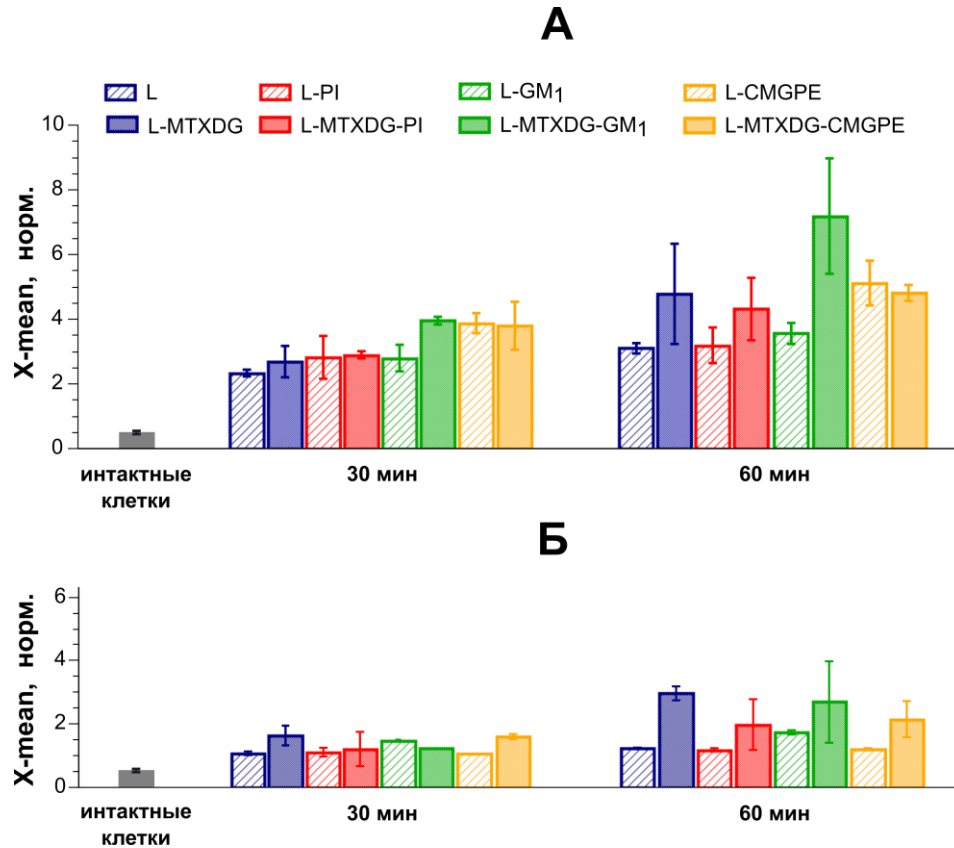 А
L L-PI L-GM1 L-CMGPE
L-MTXDG L-MTXDG-PI L-MTXDG-GM1 L-MTXDG-CMGPE
10
8
6
4
2
0
X-mean, норм.
интактные
клетки
30 мин
60 мин
Б
6
4
2
0
X-mean, норм.
интактные
клетки
30 мин
60 мин